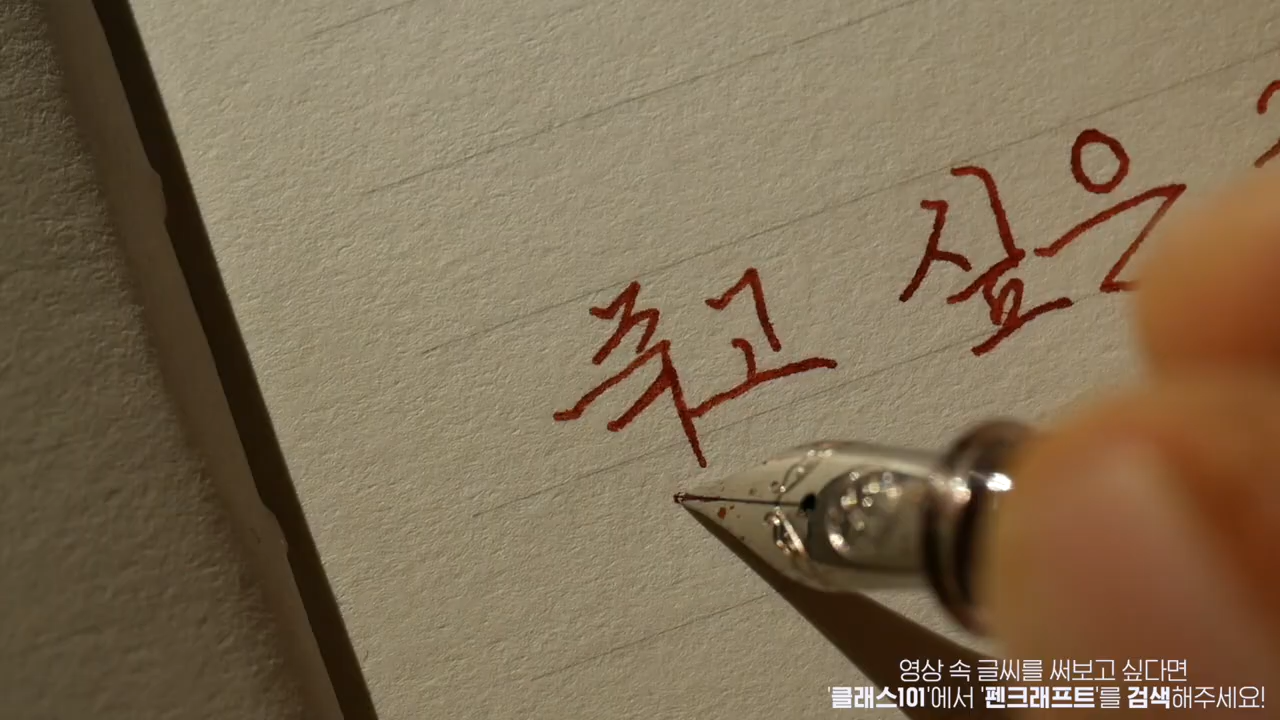 죽고 싶은
영상 속 글씨를 써보고 싶다면
'클래스101'에서 '펜크래프트'를 검색해주세요!